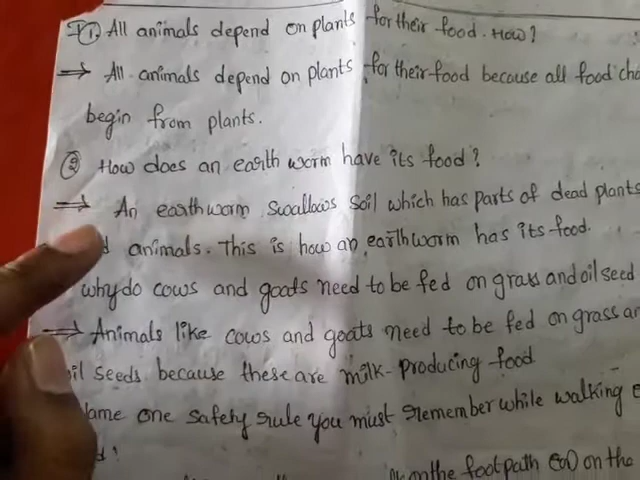 ① All animals depend on plants for their food. How?
→ All animals depend on plants for their food because all food
begin from plants.
② How does an earth worm have its food?
→ An earthworm swallows soil which has parts of dead plants
animals. This is how an earthworm has its food.
why do cows and goads need to be fed on grass and oil seed
→ Animals like cows and goats need to be fed on grass
seeds because these are milk-producing food
one safety rule you must remember while walking
on the footpath (or) on the